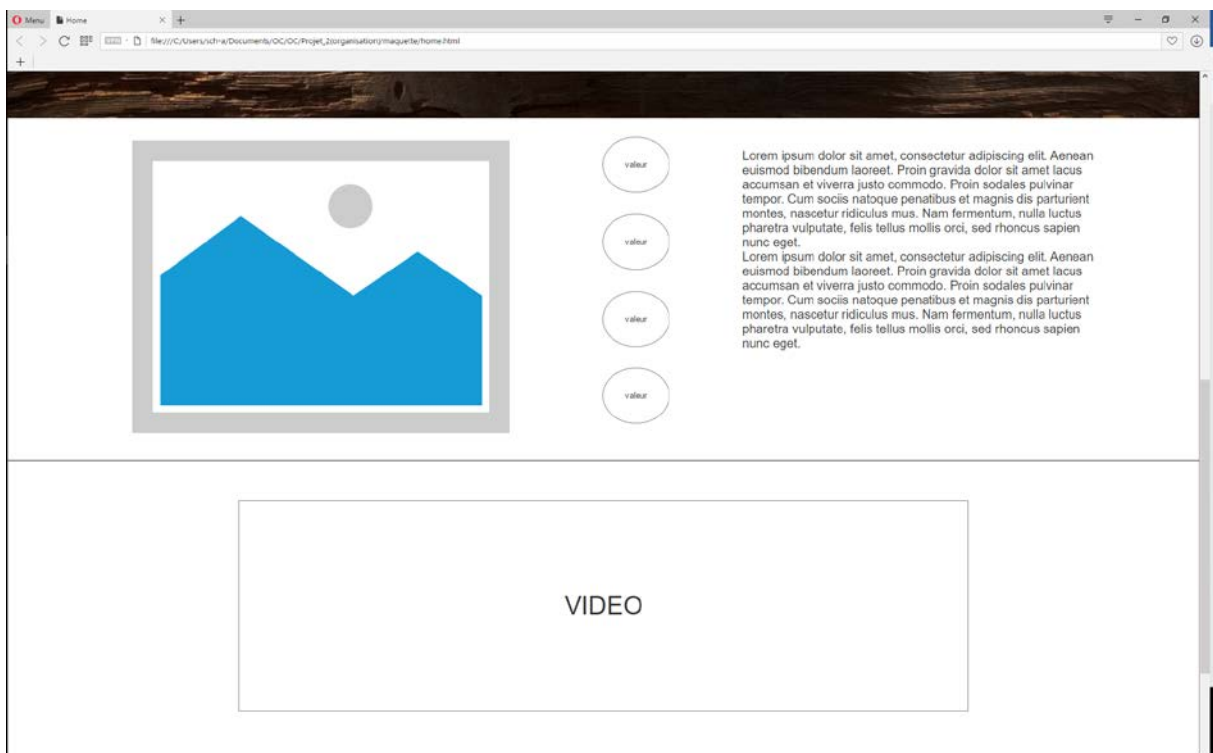 Menu
Home
file:///C:/Users/sch-a/Documents/OC/OC/Projet_2(organisation)/maquette/home.html
valeur
valeur
valeur
valeur
Lorem ipsum dolor sit amet, consectetur adipiscing elit. Aenean
euismod bibendum laoreet. Proin gravida dolor sit amet lacus
accumsan et viverra justo commodo. Proin sodales pulvinar
tempor. Cum sociis natoque penatibus et magnis dis parturient
montes, nascetur ridiculus mus. Nam fermentum, nulla luctus
pharetra vulputate, felis tellus mollis orci, sed rhoncus sapien
nunc eget.
Lorem ipsum dolor sit amet, consectetur adipiscing elit. Aenean
euismod bibendum laoreet. Proin gravida dolor sit amet lacus
accumsan et viverra justo commodo. Proin sodales pulvinar
tempor. Cum sociis natoque penatibus et magnis dis parturient
montes, nascetur ridiculus mus. Nam fermentum, nulla luctus
pharetra vulputate, felis tellus mollis orci, sed rhoncus sapien
nunc eget.
VIDEO